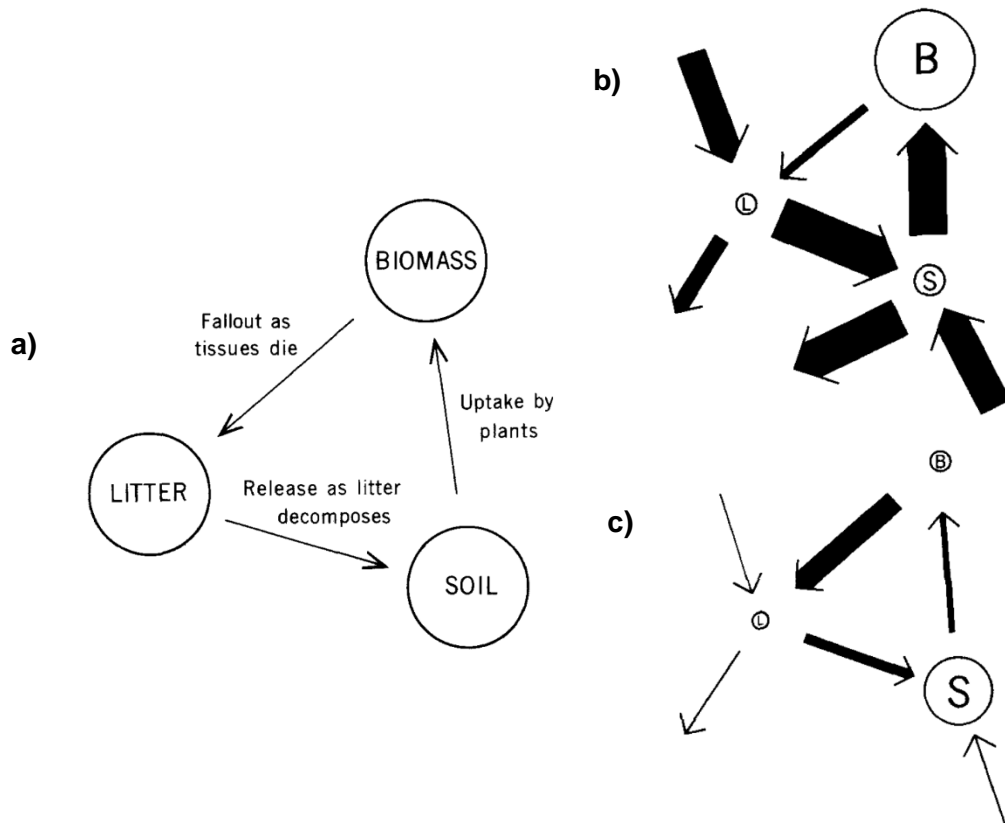 a)
BIOMASS
Fallout as
tissues die
Uptake by
plants
LITTER
Release as litter
decomposes
SOIL
b)
B
L
S
c)
B
L
S